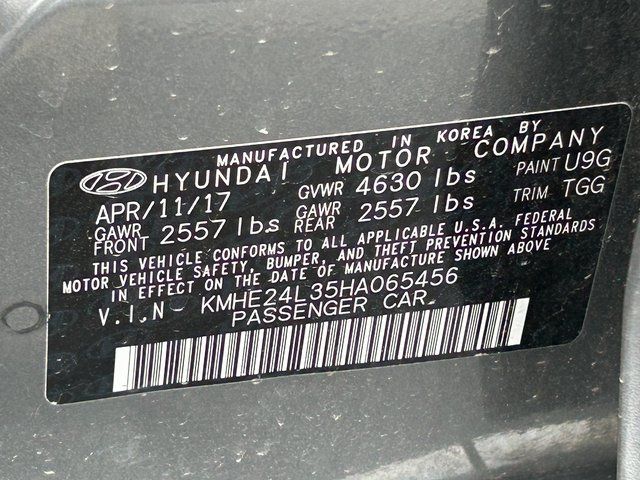 MANUFACTURED IN KOREA BY
HYUNDAI MOTOR COMPANY
APR/11/17 GVWR 4630 lbs PAINT U9G
GAWR FRONT 2557 lbs GAWR REAR 2557 lbs TRIM TGG
THIS VEHICLE CONFORMS TO ALL APPLICABLE U.S.A. FEDERAL
MOTOR VEHICLE SAFETY, BUMPER, AND THEFT PREVENTION STANDARDS
IN EFFECT ON THE DATE OF MANUFACTURE SHOWN ABOVE
V.I.N KMHE24L35HA065456
PASSENGER CAR